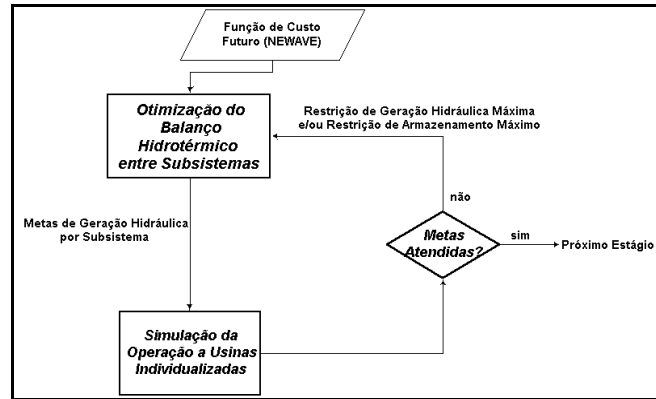 Função de Custo
Futuro (NEWAVE)
Otimização do
Balanço
Hidrotérmico
entre Subsistemas
Restrição de Geração Hidráulica Máxima
e/ou Restrição de Armazenamento Máximo
não
Metas de Geração Hidráulica
por Subsistema
Metas
Atendidas?
sim
Próximo Estágio
Simulação da
Operação a Usinas
Individualizadas